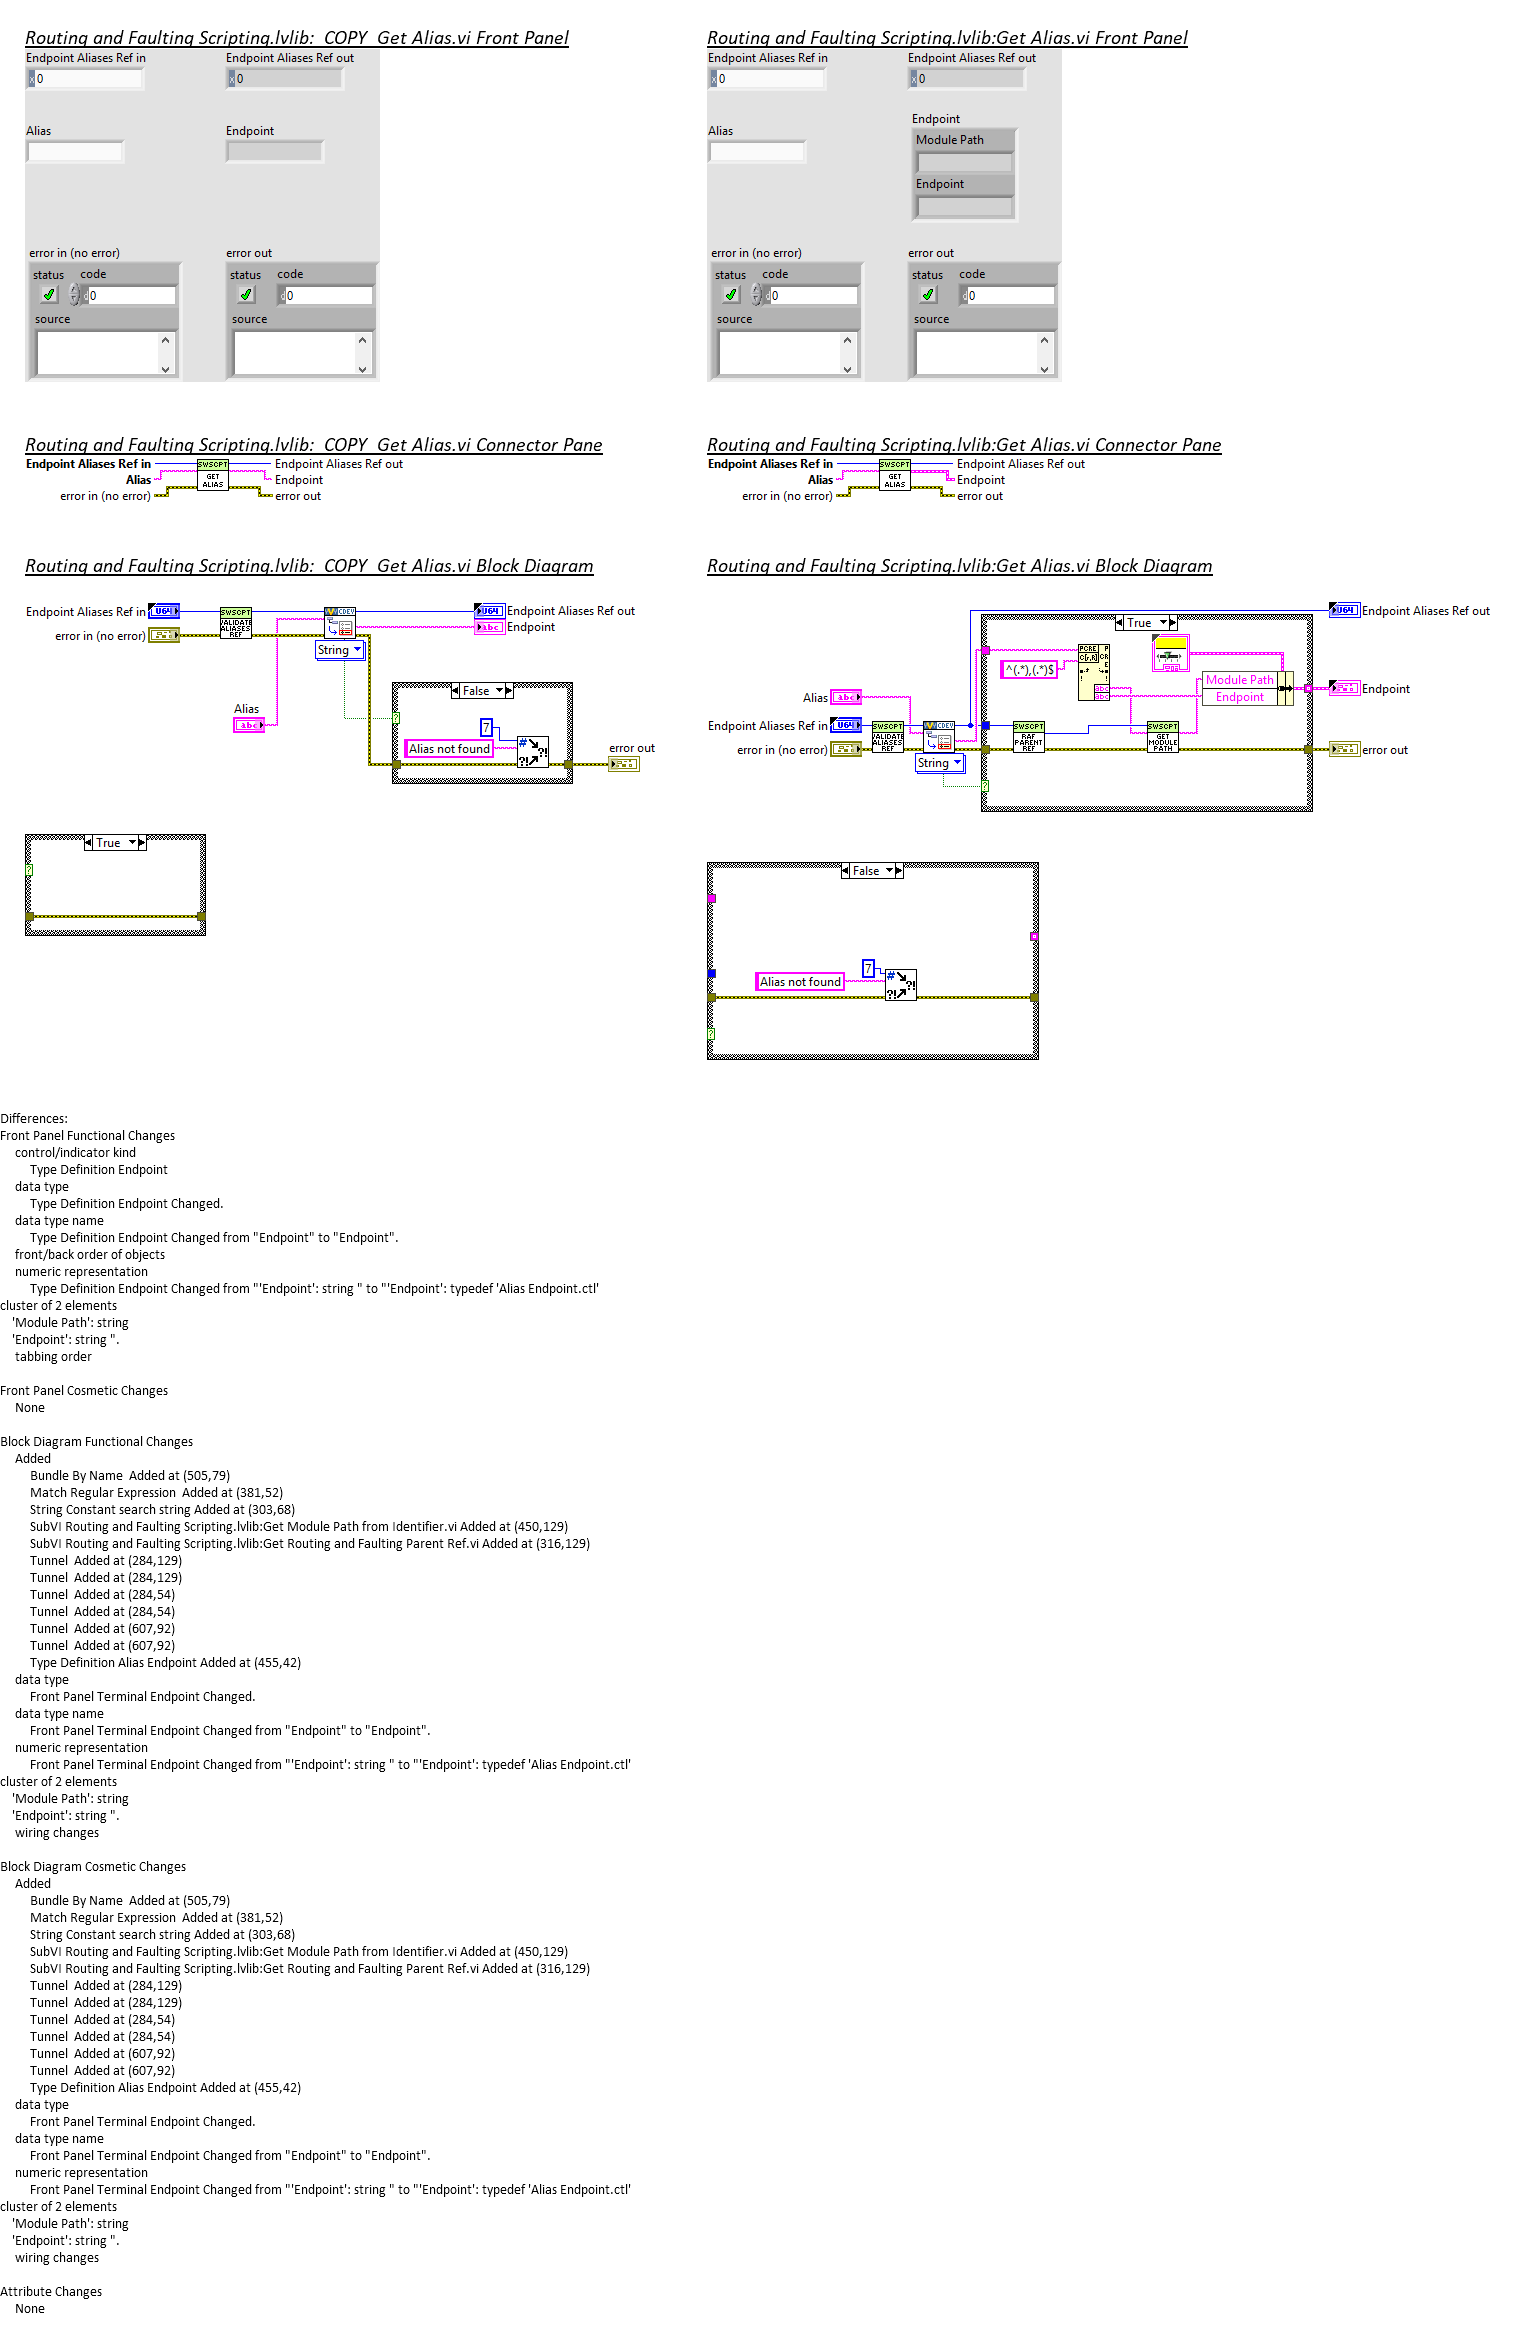 Routing and Faulting Scripting.lvlib:_COPY_Get Alias.vi Front Panel
Endpoint Aliases Ref in
Endpoint Aliases Ref out
x 0
x 0
Alias
Endpoint
error in (no error)
error out
status code
status code
d 0
d 0
source
source
Routing and Faulting Scripting.lvlib:Get Alias.vi Front Panel
Endpoint Aliases Ref in
Endpoint Aliases Ref out
x 0
x 0
Alias
Endpoint
Module Path
Endpoint
error in (no error)
error out
status code
status code
d 0
d 0
source
source
Routing and Faulting Scripting.lvlib:_COPY_Get Alias.vi Connector Pane
Endpoint Aliases Ref in
Alias
error in (no error)
SWSCPT
GET
ALIAS
Endpoint Aliases Ref out
Endpoint
error out
Routing and Faulting Scripting.lvlib:Get Alias.vi Connector Pane
Endpoint Aliases Ref in
Alias
error in (no error)
SWSCPT
GET
ALIAS
Endpoint Aliases Ref out
Endpoint
error out
Routing and Faulting Scripting.lvlib:_COPY_Get Alias.vi Block Diagram
Endpoint Aliases Ref in
U64
error in (no error)
SWSCPT
VALIDATE
ALIASES
REF
CDEV
String
U64
Endpoint Aliases Ref out
abc
Endpoint
Alias
abc
False
?
7
Alias not found
#
?!
?!
error out
True
?
Routing and Faulting Scripting.lvlib:Get Alias.vi Block Diagram
U64
Endpoint Aliases Ref out
True
PCRE
^(.*),(.*)$
abc
abc
Module Path
Endpoint
Endpoint
Alias
abc
Endpoint Aliases Ref in
U64
error in (no error)
SWSCPT
VALIDATE
ALIASES
REF
CDEV
String
SWSCPT
RAF
PARENT
REF
SWSCPT
GET
MODULE
PATH
error out
?
False
7
Alias not found
#
?!
?!
?
Differences:
Front Panel Functional Changes
control/indicator kind
Type Definition Endpoint
data type
Type Definition Endpoint Changed.
data type name
Type Definition Endpoint Changed from "Endpoint" to "Endpoint".
front/back order of objects
numeric representation
Type Definition Endpoint Changed from "'Endpoint': string " to "'Endpoint': typedef 'Alias Endpoint.ctl'
cluster of 2 elements
'Module Path': string
'Endpoint': string ".
tabbing order
Front Panel Cosmetic Changes
None
Block Diagram Functional Changes
Added
Bundle By Name  Added at (505,79)
Match Regular Expression  Added at (381,52)
String Constant search string Added at (303,68)
SubVI Routing and Faulting Scripting.lvlib:Get Module Path from Identifier.vi Added at (450,129)
SubVI Routing and Faulting Scripting.lvlib:Get Routing and Faulting Parent Ref.vi Added at (316,129)
Tunnel  Added at (284,129)
Tunnel  Added at (284,129)
Tunnel  Added at (284,54)
Tunnel  Added at (284,54)
Tunnel  Added at (607,92)
Tunnel  Added at (607,92)
Type Definition Alias Endpoint Added at (455,42)
data type
Front Panel Terminal Endpoint Changed.
data type name
Front Panel Terminal Endpoint Changed from "Endpoint" to "Endpoint".
numeric representation
Front Panel Terminal Endpoint Changed from "'Endpoint': string " to "'Endpoint': typedef 'Alias Endpoint.ctl'
cluster of 2 elements
'Module Path': string
'Endpoint': string ".
wiring changes
Block Diagram Cosmetic Changes
Added
Bundle By Name  Added at (505,79)
Match Regular Expression  Added at (381,52)
String Constant search string Added at (303,68)
SubVI Routing and Faulting Scripting.lvlib:Get Module Path from Identifier.vi Added at (450,129)
SubVI Routing and Faulting Scripting.lvlib:Get Routing and Faulting Parent Ref.vi Added at (316,129)
Tunnel  Added at (284,129)
Tunnel  Added at (284,129)
Tunnel  Added at (284,54)
Tunnel  Added at (284,54)
Tunnel  Added at (607,92)
Tunnel  Added at (607,92)
Type Definition Alias Endpoint Added at (455,42)
data type
Front Panel Terminal Endpoint Changed.
data type name
Front Panel Terminal Endpoint Changed from "Endpoint" to "Endpoint".
numeric representation
Front Panel Terminal Endpoint Changed from "'Endpoint': string " to "'Endpoint': typedef 'Alias Endpoint.ctl'
cluster of 2 elements
'Module Path': string
'Endpoint': string ".
wiring changes
Attribute Changes
None